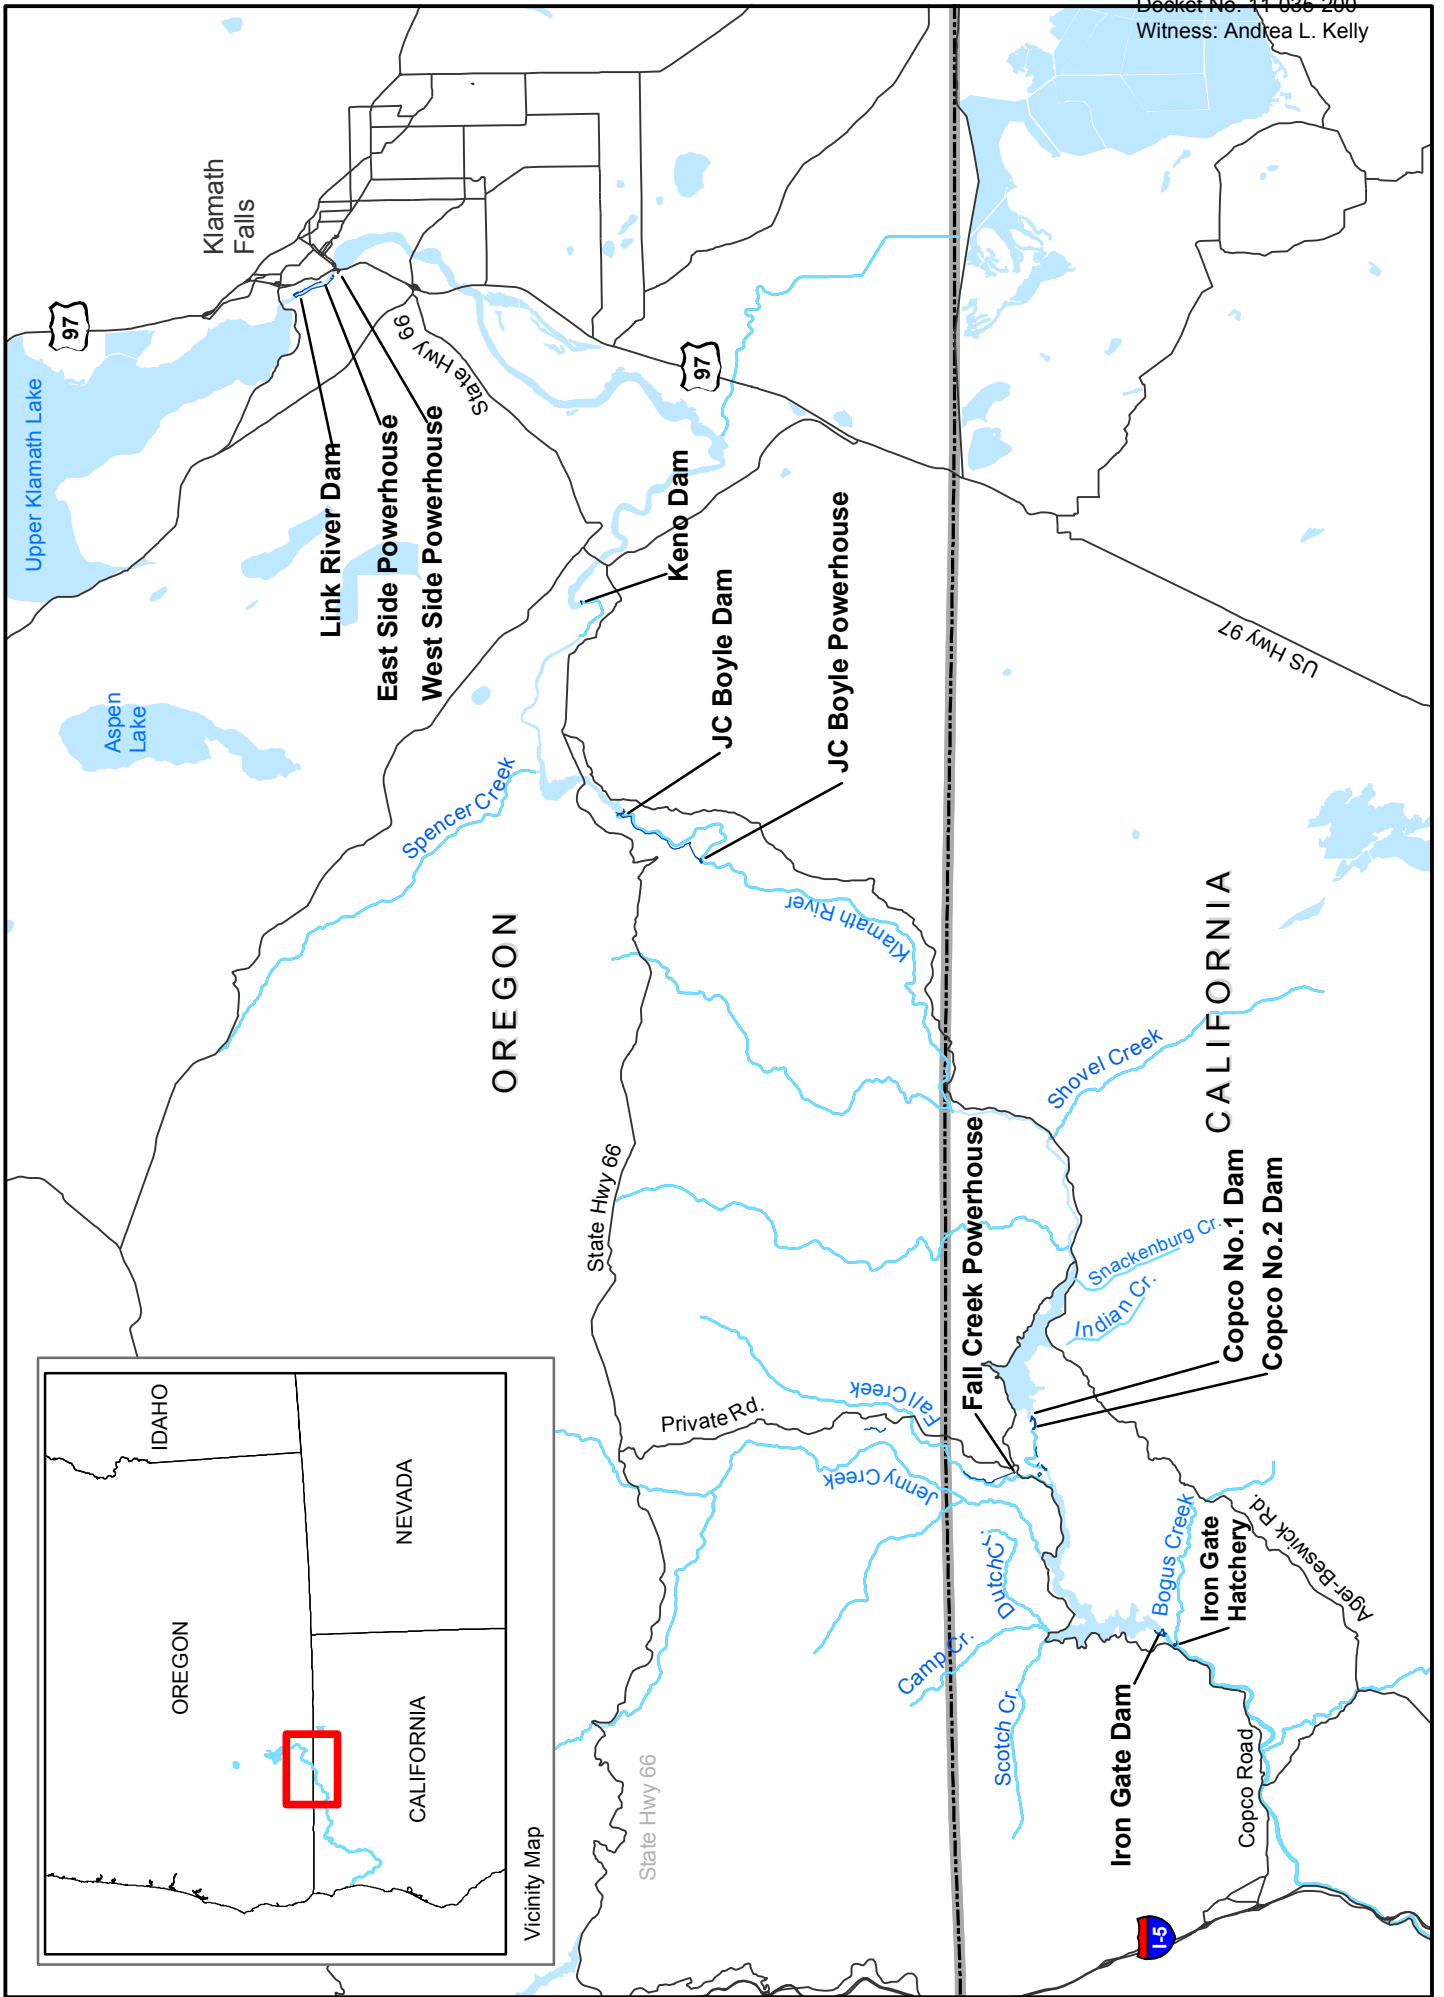 Docket No. 11-035-200
Witness: Andrea L. Kelly
OREGON
IDAHO
CALIFORNIA
NEVADA
Vicinity Map
Upper Klamath Lake
97
Klamath
Falls
Aspen
Lake
Link River Dam
East Side Powerhouse
West Side Powerhouse
State Hwy 66
Keno Dam
97
JC Boyle Dam
JC Boyle Powerhouse
Spencer Creek
OREGON
Klamath River
US Hwy 97
State Hwy 66
Private Rd.
Fall Creek
Jenny Creek
Fall Creek Powerhouse
Shovel Creek
CALIFORNIA
Snackenburg Cr.
Indian Cr.
Copco No.1 Dam
Copco No.2 Dam
Dutch Cr.
Camp Cr.
Scotch Cr.
Bogus Creek
Iron Gate
Hatchery
Ager-Beswick Rd.
Iron Gate Dam
Copco Road
State Hwy 66
I-5